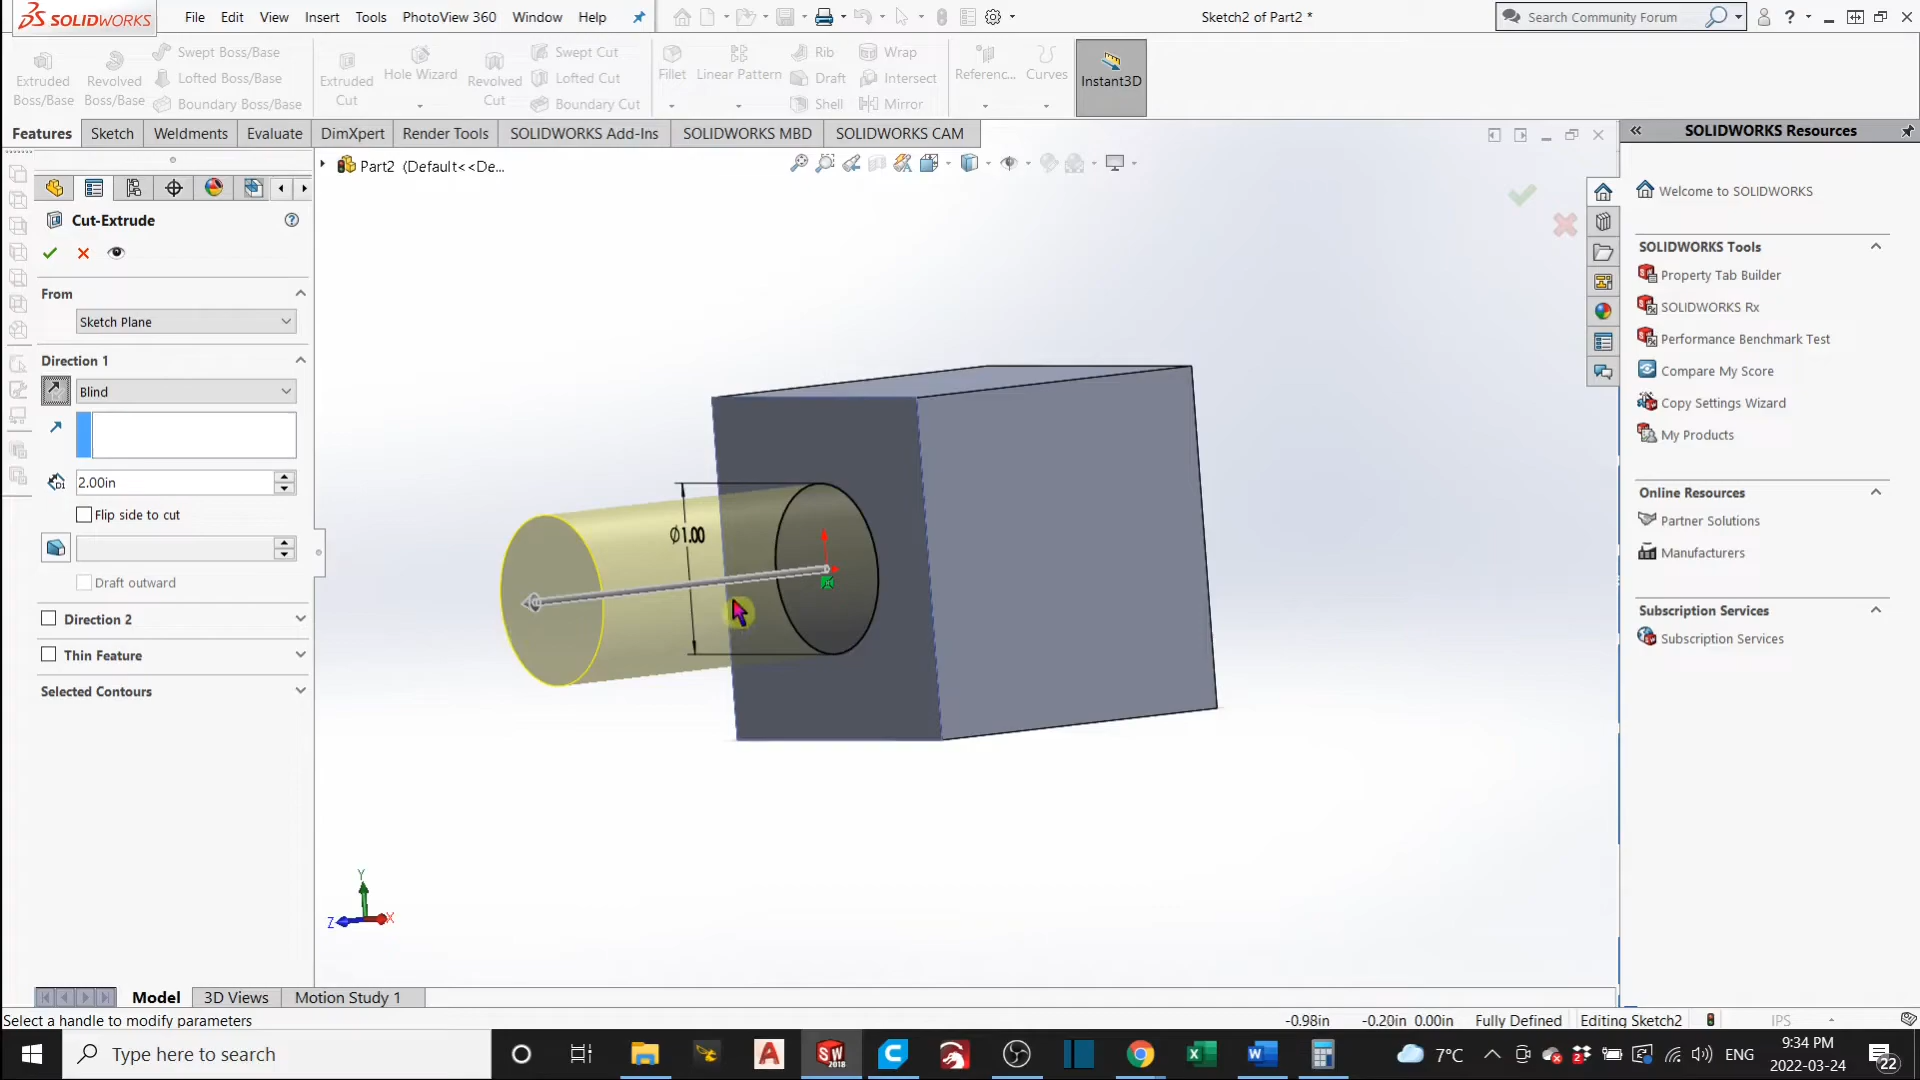 SOLIDWORKS File Edit View Insert Tools PhotoView 360 Window Help Sketch2 of Part2 * Search Community Forum ?
Extruded Boss/Base
Revolved Boss/Base
Swept Boss/Base
Lofted Boss/Base
Boundary Boss/Base
Extruded Cut
Hole Wizard
Revolved Cut
Swept Cut
Lofted Cut
Boundary Cut
Fillet
Linear Pattern
Rib
Draft
Shell
Wrap
Intersect
Mirror
Referenc...
Curves
Instant3D
Features Sketch Weldments Evaluate DimXpert Render Tools SOLIDWORKS Add-Ins SOLIDWORKS MBD SOLIDWORKS CAM
Part2 (Default<<De...
Cut-Extrude
From
Sketch Plane
Direction 1
Blind
2.00in
Flip side to cut
Draft outward
Direction 2
Thin Feature
Selected Contours
Ø1.00
Y
Z X
SOLIDWORKS Resources
Welcome to SOLIDWORKS
SOLIDWORKS Tools
Property Tab Builder
SOLIDWORKS Rx
Performance Benchmark Test
Compare My Score
Copy Settings Wizard
My Products
Online Resources
Partner Solutions
Manufacturers
Subscription Services
Subscription Services
Model 3D Views Motion Study 1
Select a handle to modify parameters -0.98in -0.20in 0.00in Fully Defined Editing Sketch2 IPS
Type here to search
SW 2018
7°C ENG
9:34 PM
2022-03-24
22